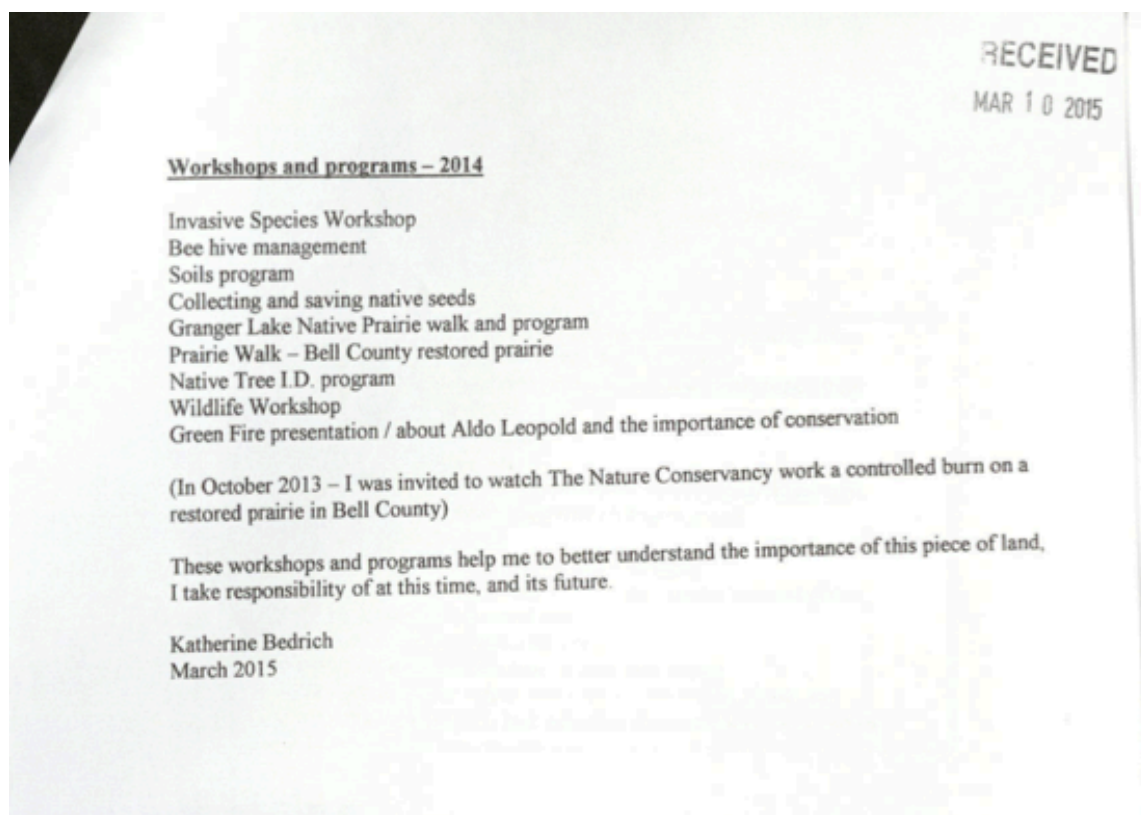 RECEIVED
MAR 10 2015
Workshops and programs – 2014
Invasive Species Workshop
Bee hive management
Soils program
Collecting and saving native seeds
Granger Lake Native Prairie walk and program
Prairie Walk – Bell County restored prairie
Native Tree I.D. program
Wildlife Workshop
Green Fire presentation / about Aldo Leopold and the importance of conservation
(In October 2013 – I was invited to watch The Nature Conservancy work a controlled burn on a
restored prairie in Bell County)
These workshops and programs help me to better understand the importance of this piece of land,
I take responsibility of at this time, and its future.
Katherine Bedrich
March 2015